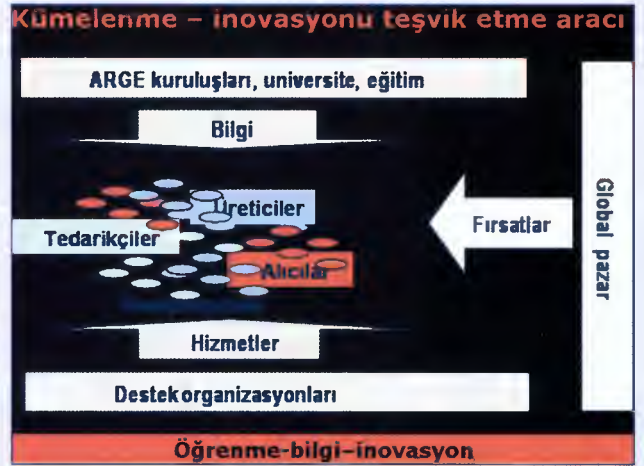 Kümelenme – inovasyonu teşvik etme aracı
ARGE kuruluşları, universite, eğitim
Bilgi
Üreticiler
Tedarikçiler
Alıcılar
Fırsatlar
Global pazar
Hizmetler
Destek organizasyonları
Öğrenme-bilgi–inovasyon